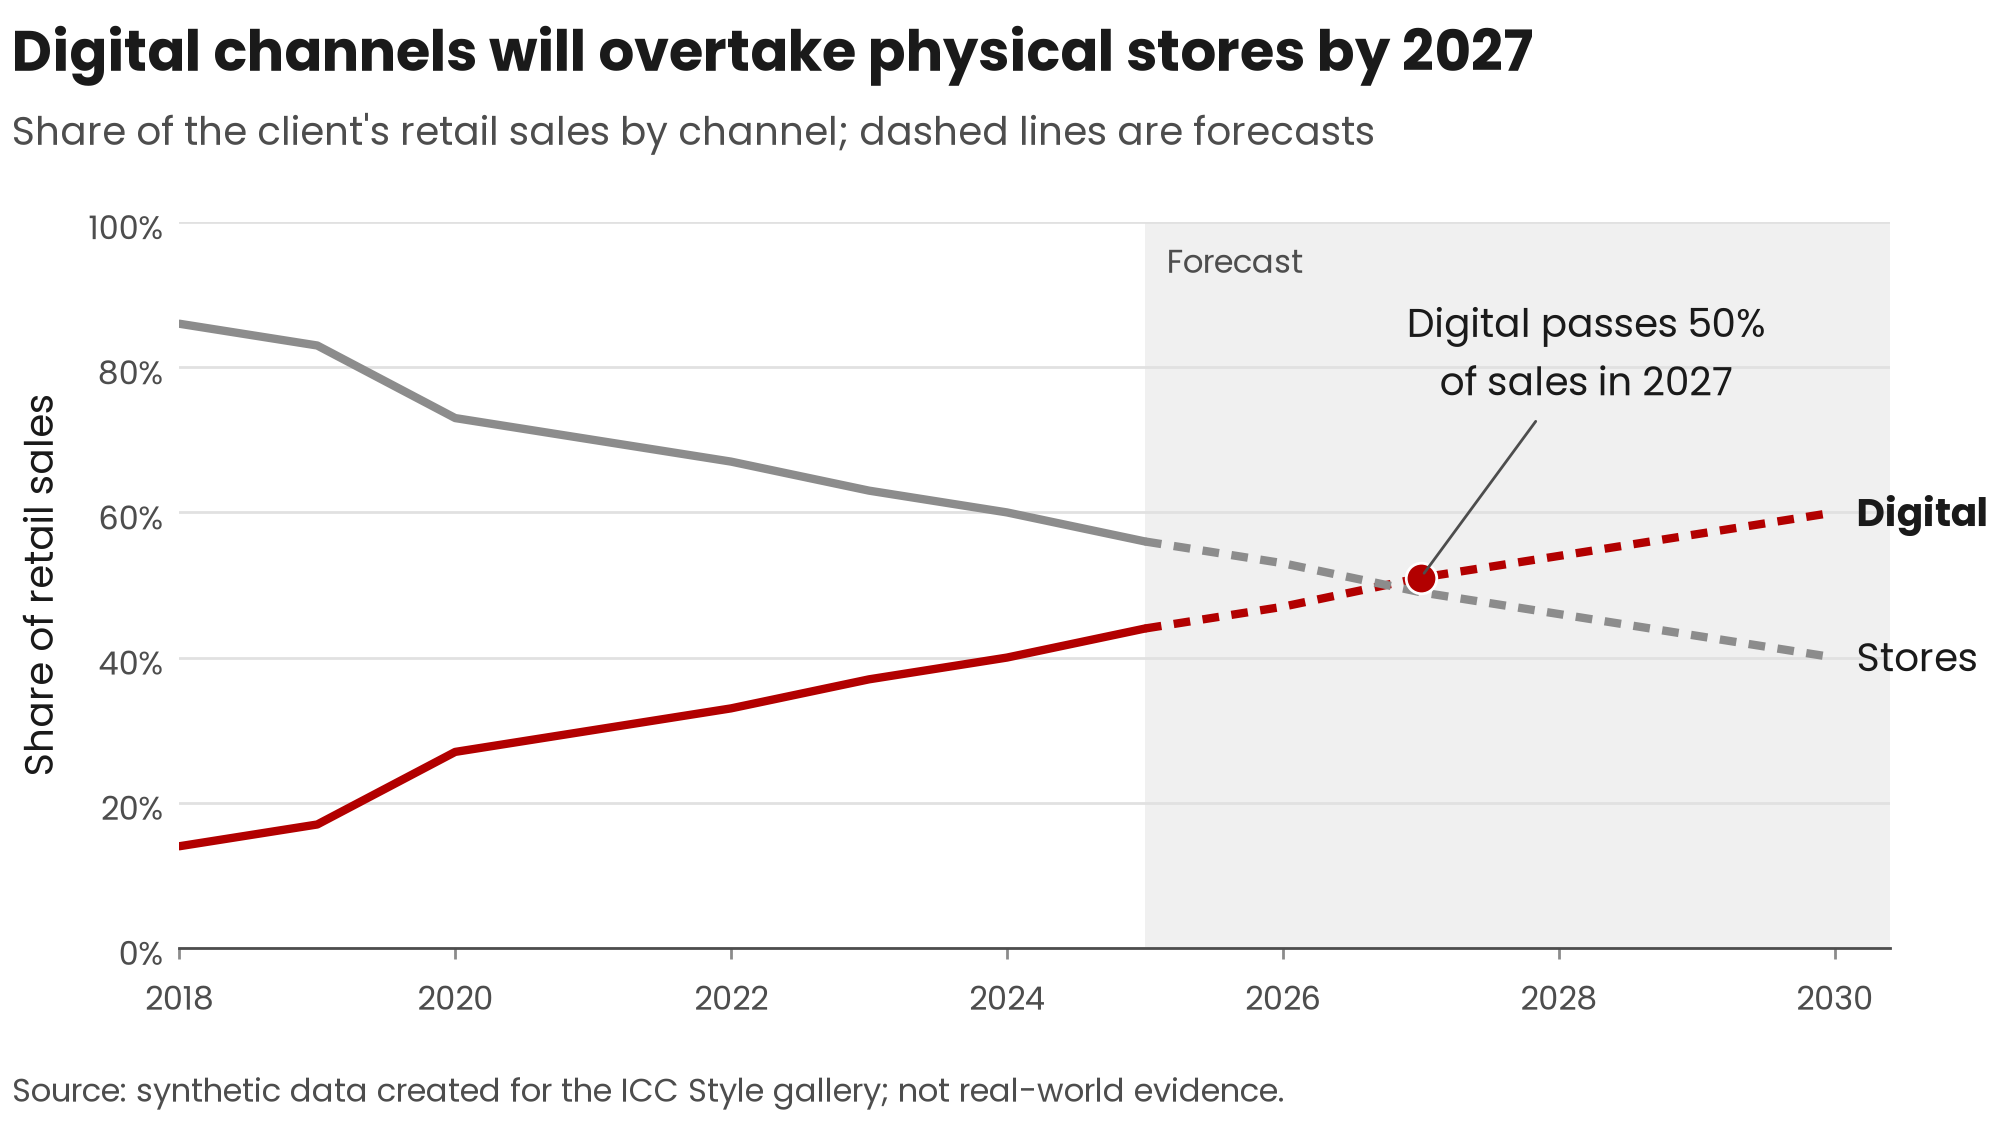 Digital channels will overtake physical stores by 2027
Share of the client's retail sales by channel; dashed lines are forecasts
100%
80%
60%
40%
20%
0%
Share of retail sales
Forecast
Digital passes 50%
of sales in 2027
Digital
Stores
2018
2020
2022
2024
2026
2028
2030
Source: synthetic data created for the ICC Style gallery; not real-world evidence.